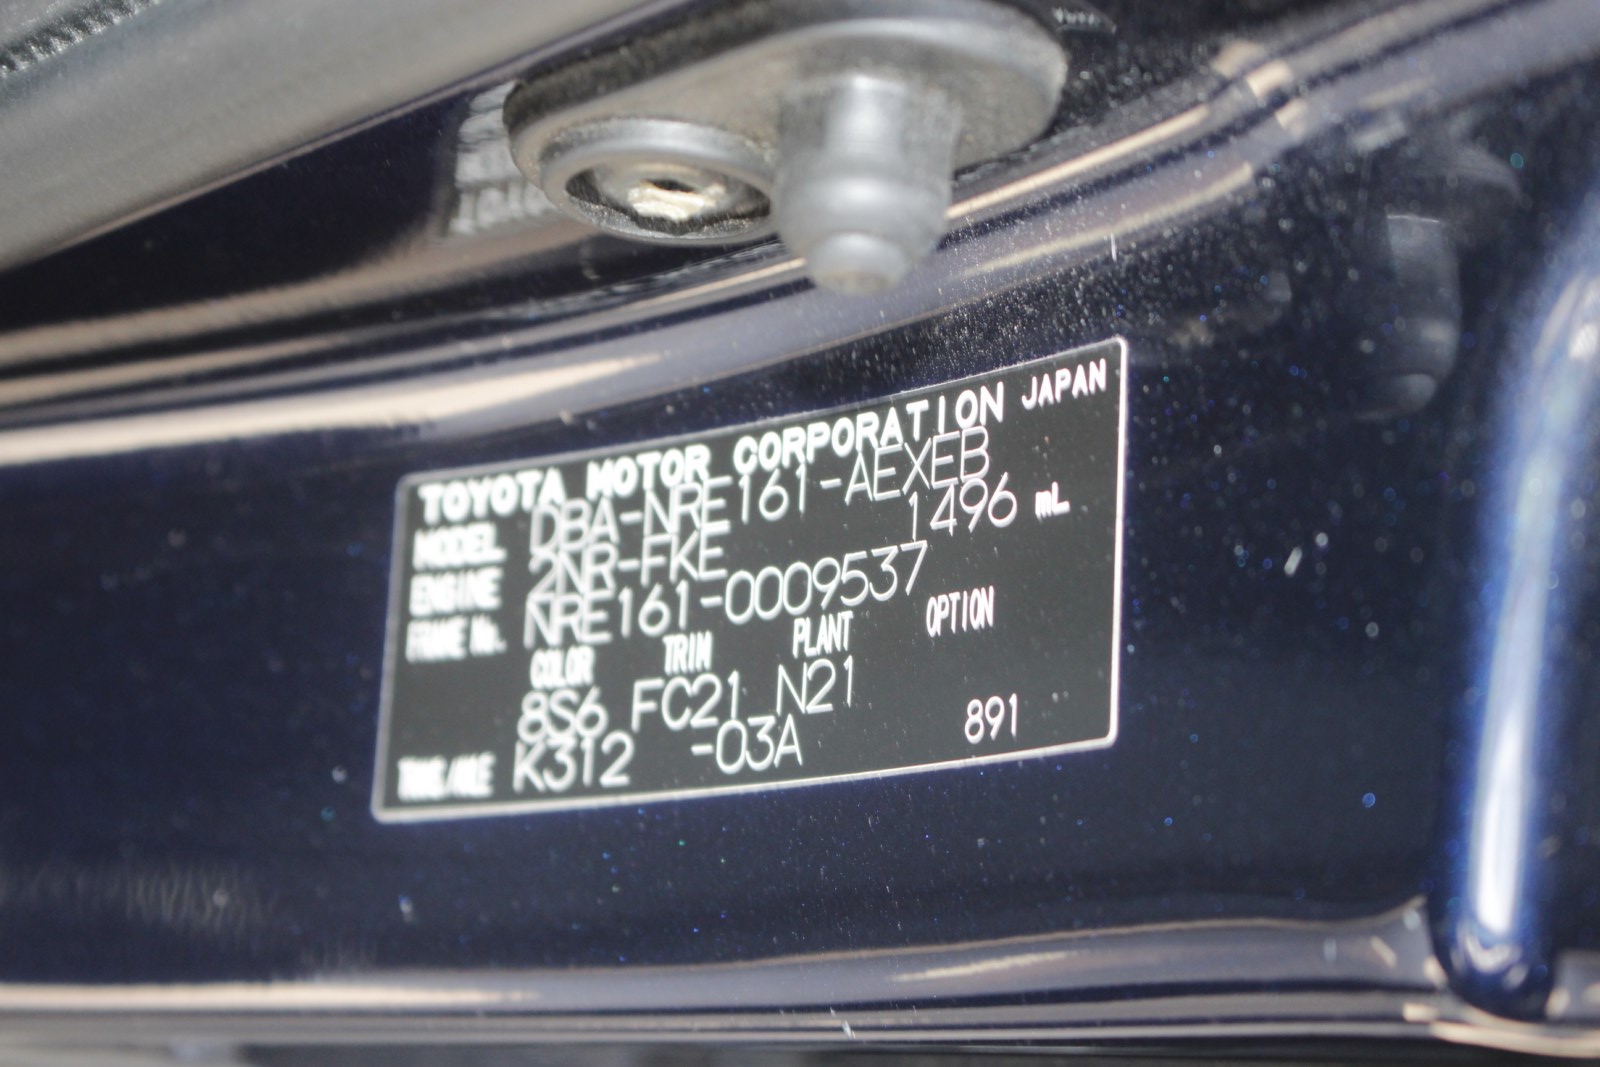 TOYOTA MOTOR CORPORATION JAPAN
MODEL DBA-NRE161-AEXEB
ENGINE 2NR-FKE 1496 mL
FRAME No. NRE161-0009537
COLOR TRIM PLANT OPTION
8S6 FC21 N21
TRNS/AXLE K312 -03A 891